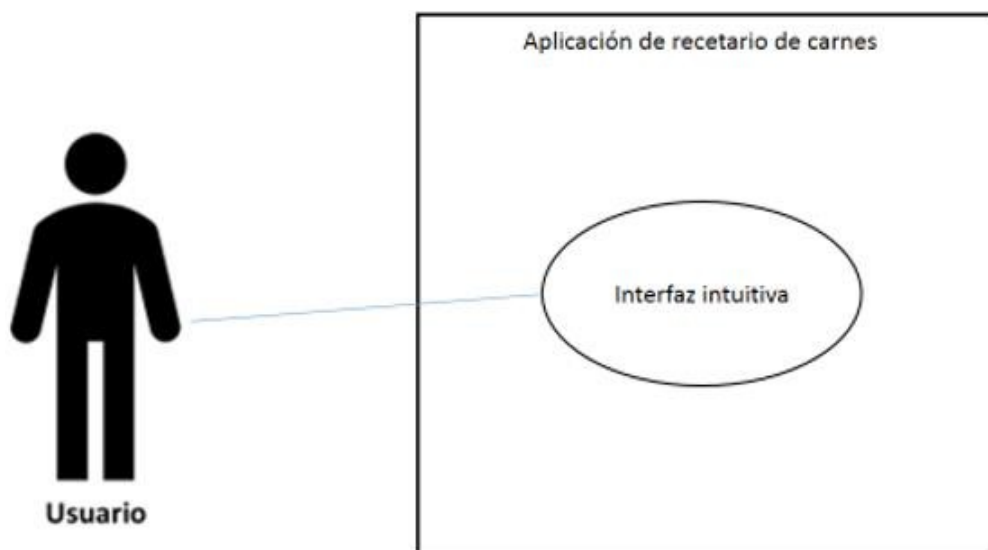 Aplicación de recetario de carnes
Interfaz intuitiva
Usuario